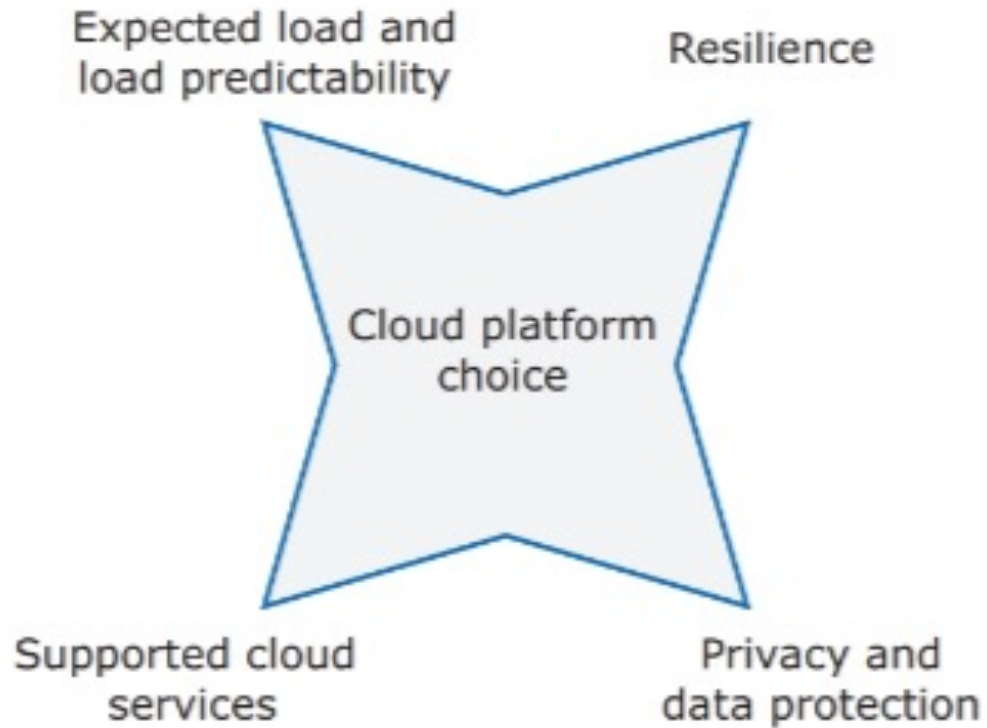 Expected load and
load predictability
Resilience
Cloud platform
choice
Supported cloud
services
Privacy and
data protection